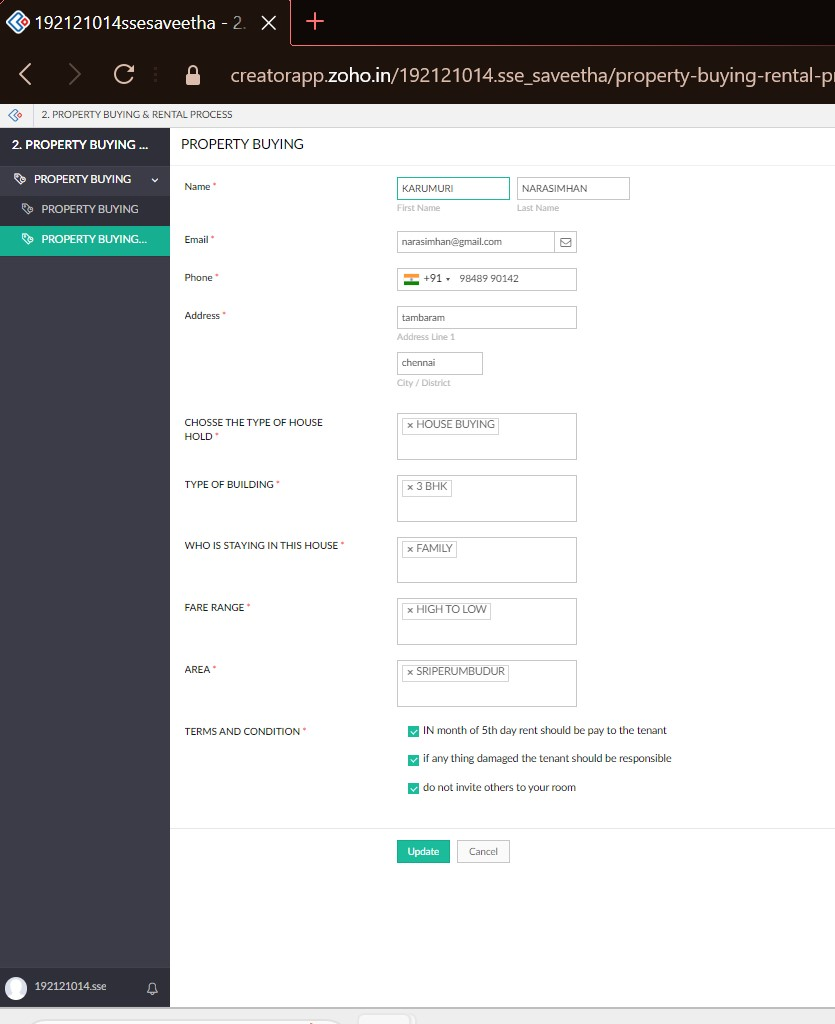 192121014ssesaveetha - 2.
creatorapp.zoho.in/192121014.sse_saveetha/property-buying-rental-pr
2. PROPERTY BUYING & RENTAL PROCESS
2. PROPERTY BUYING ...
PROPERTY BUYING
PROPERTY BUYING
PROPERTY BUYING...
PROPERTY BUYING
Name *
KARUMURI NARASIMHAN
First Name Last Name
Email *
narasimhan@gmail.com
Phone *
+91 98489 90142
Address *
tambaram
Address Line 1
chennai
City / District
CHOSSE THE TYPE OF HOUSE
HOLD *
× HOUSE BUYING
TYPE OF BUILDING *
× 3 BHK
WHO IS STAYING IN THIS HOUSE *
× FAMILY
FARE RANGE *
× HIGH TO LOW
AREA *
× SRIPERUMBUDUR
TERMS AND CONDITION *
IN month of 5th day rent should be pay to the tenant
if any thing damaged the tenant should be responsible
do not invite others to your room
Update Cancel
192121014.sse